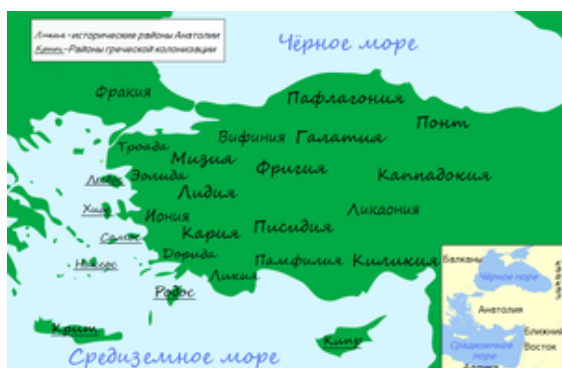 Ликия -исторические районы Анатолии
-Районы греческой колонизации
Чёрное море
Фракия
Пафлагония
Понт
Вифиния
Галатия
Троада
Мизия
Фригия
Каппадокия
Лесбос
Эолида
Лидия
Хиос
Иония
Ликаония
Самос
Кария
Писидия
Дорида
Памфилия
Киликия
Ликия
Родос
Крит
Кипр
Средиземное море
Балканы
Чёрное море
Кавказ
Анатолия
Средиземное
море
Ближний
Восток